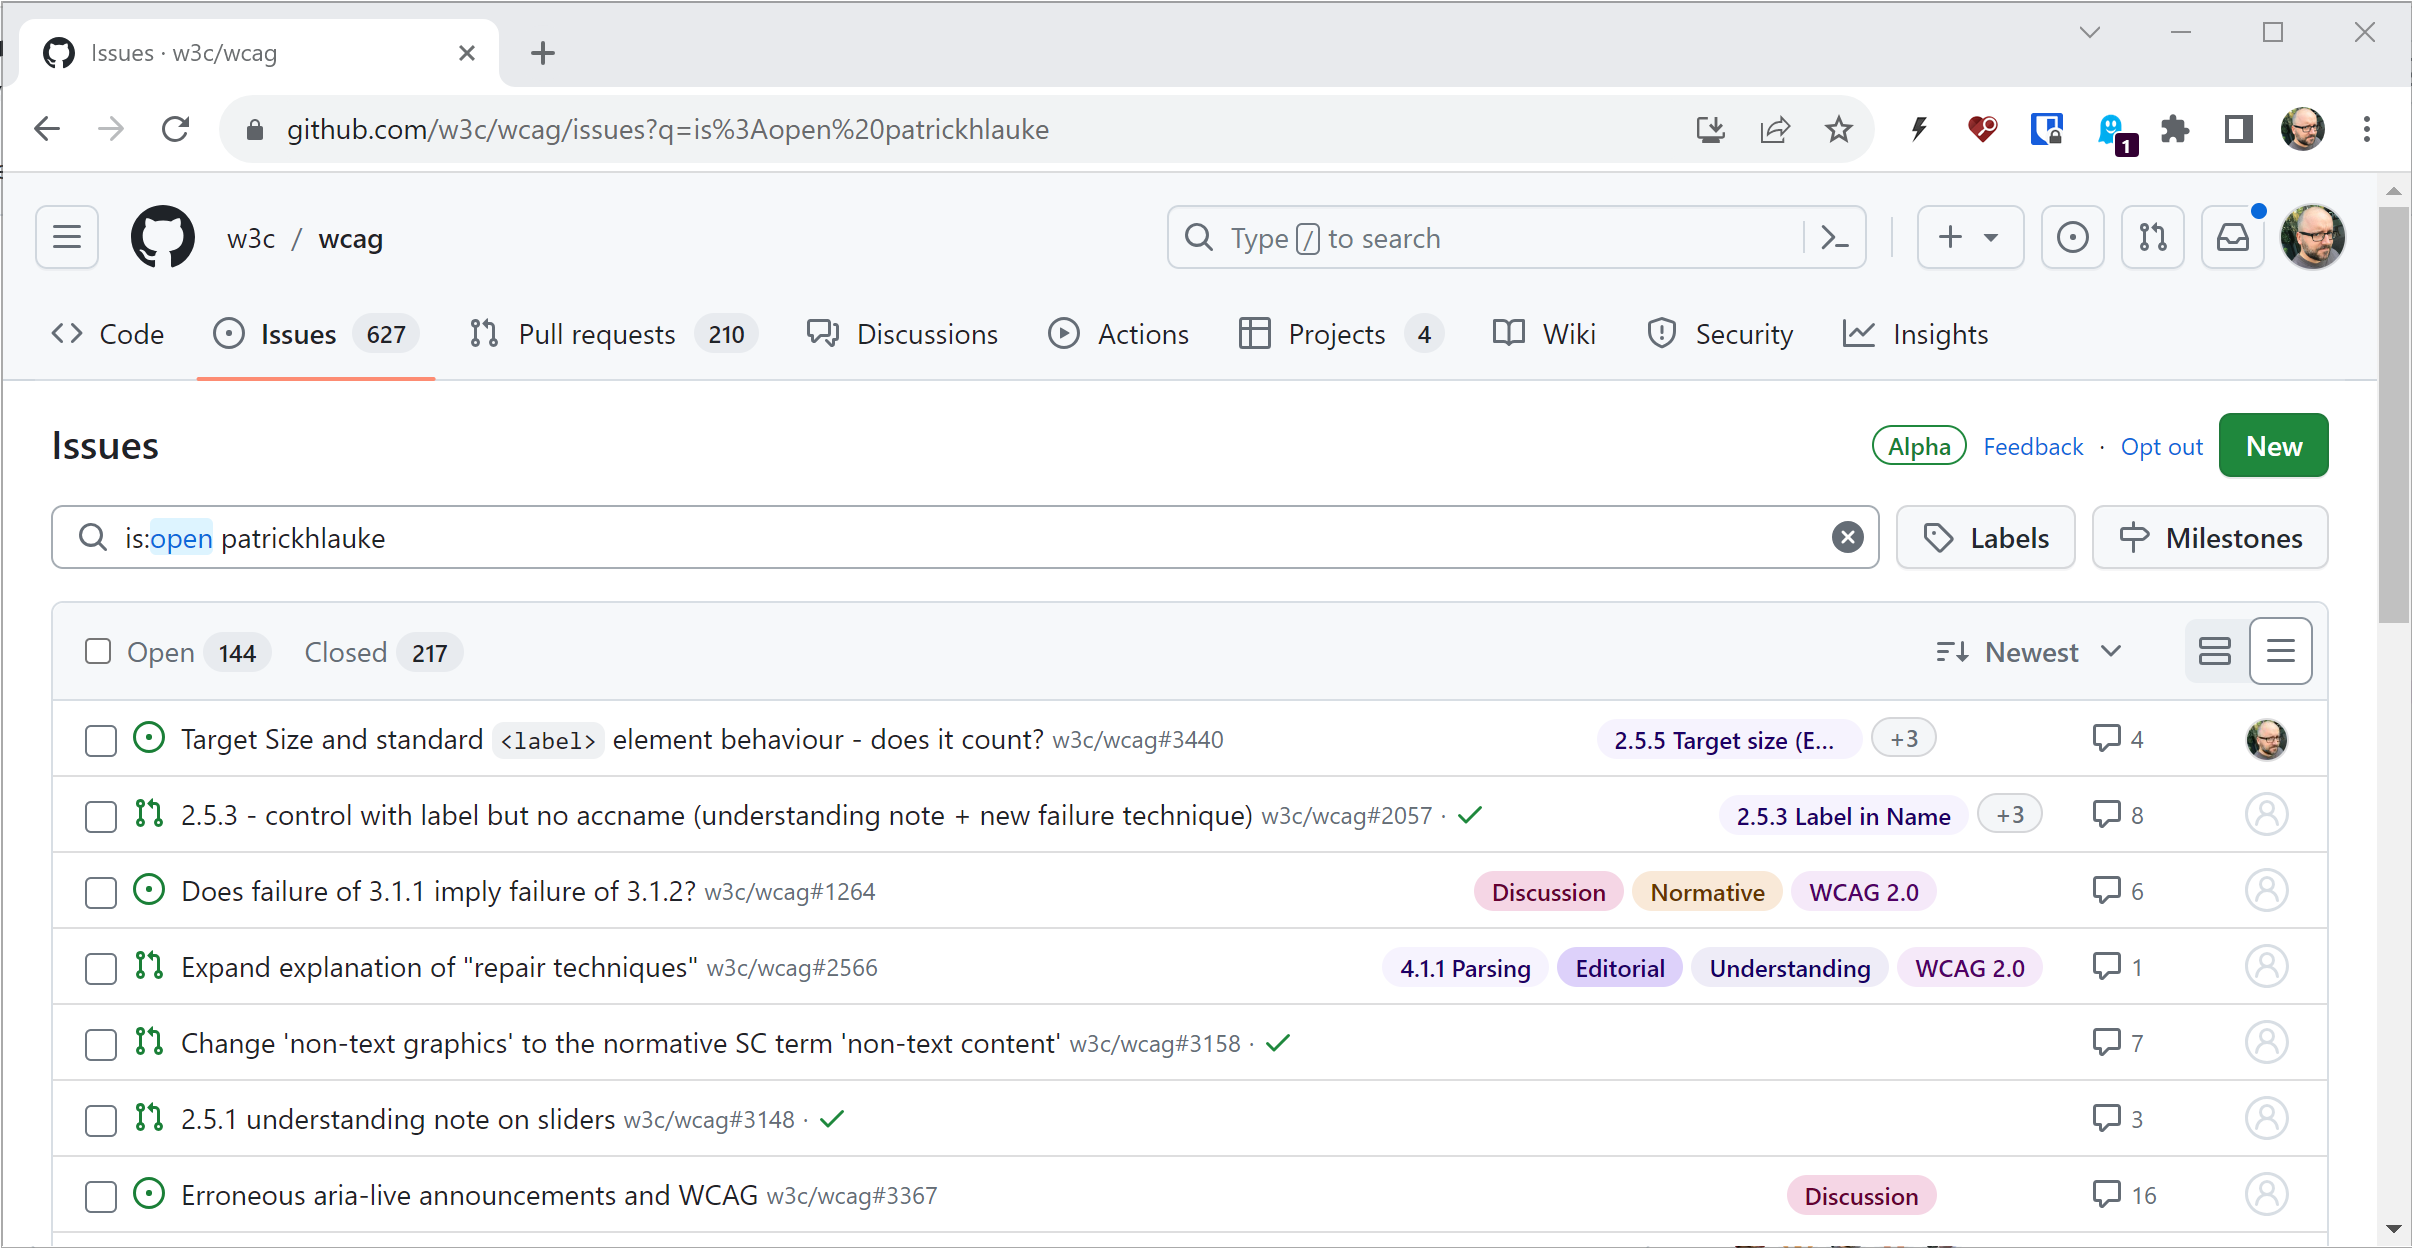 Issues · w3c/wcag
github.com/w3c/wcag/issues?q=is%3Aopen%20patrickhlauke
1
w3c / wcag
Type / to search
Code Issues 627 Pull requests 210 Discussions Actions Projects 4 Wiki Security Insights
Issues Alpha Feedback · Opt out New
is:open patrickhlauke Labels Milestones
Open 144 Closed 217 Newest
Target Size and standard <label> element behaviour - does it count? w3c/wcag#3440 2.5.5 Target size (E... +3 4
2.5.3 - control with label but no accname (understanding note + new failure technique) w3c/wcag#2057 · 2.5.3 Label in Name +3 8
Does failure of 3.1.1 imply failure of 3.1.2? w3c/wcag#1264 Discussion Normative WCAG 2.0 6
Expand explanation of "repair techniques" w3c/wcag#2566 4.1.1 Parsing Editorial Understanding WCAG 2.0 1
Change 'non-text graphics' to the normative SC term 'non-text content' w3c/wcag#3158 · 7
2.5.1 understanding note on sliders w3c/wcag#3148 · 3
Erroneous aria-live announcements and WCAG w3c/wcag#3367 Discussion 16